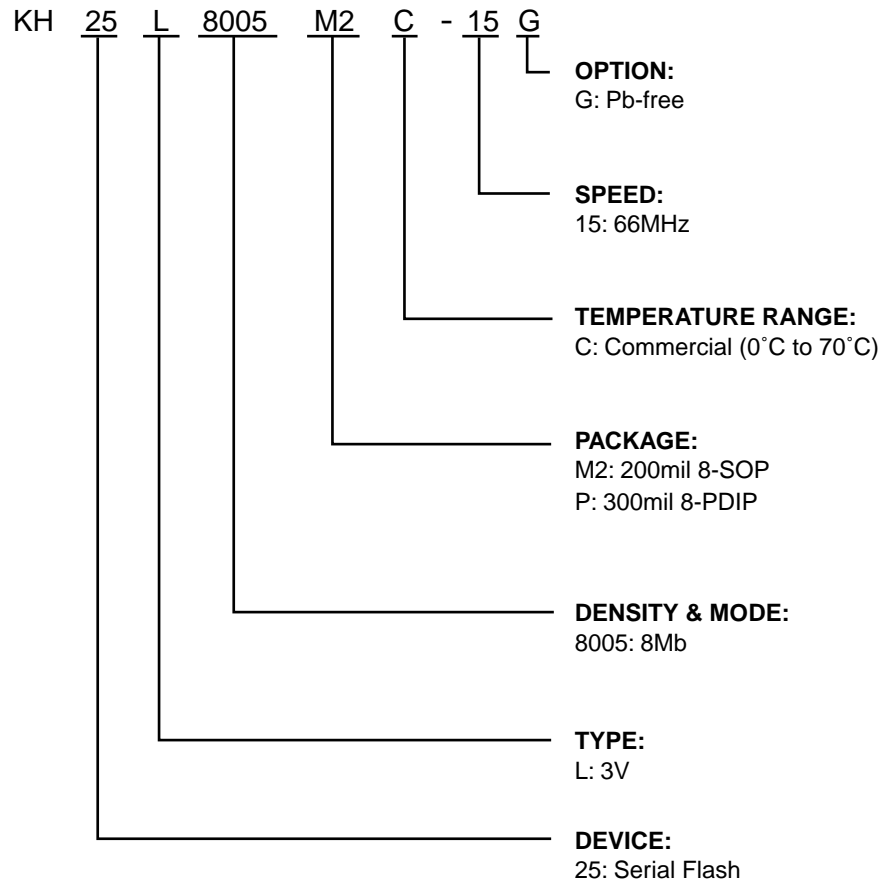 KH 25 L 8005 M2 C - 15 G
OPTION:
G: Pb-free
SPEED:
15: 66MHz
TEMPERATURE RANGE:
C: Commercial (0˚C to 70˚C)
PACKAGE:
M2: 200mil 8-SOP
P: 300mil 8-PDIP
DENSITY & MODE:
8005: 8Mb
TYPE:
L: 3V
DEVICE:
25: Serial Flash